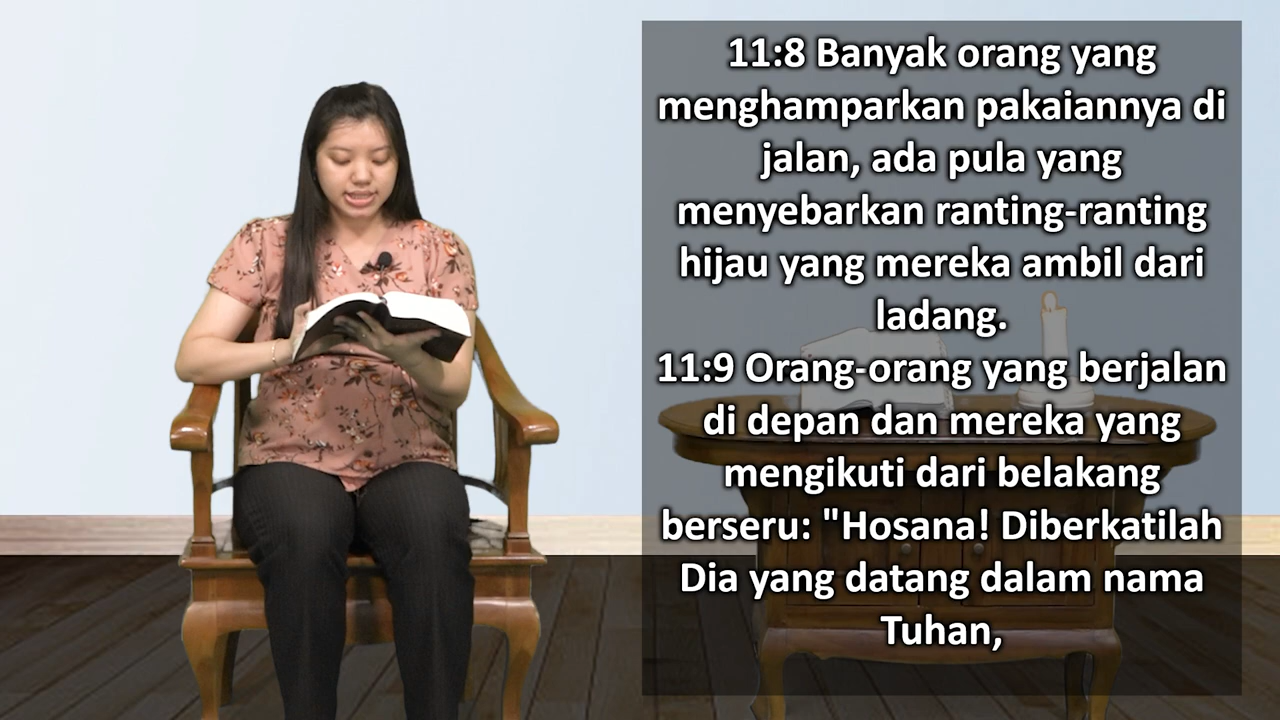 11:8 Banyak orang yang
menghamparkan pakaiannya di
jalan, ada pula yang
menyebarkan ranting-ranting
hijau yang mereka ambil dari
ladang.
11:9 Orang-orang yang berjalan
di depan dan mereka yang
mengikuti dari belakang
berseru: "Hosana! Diberkatilah
Dia yang datang dalam nama
Tuhan,